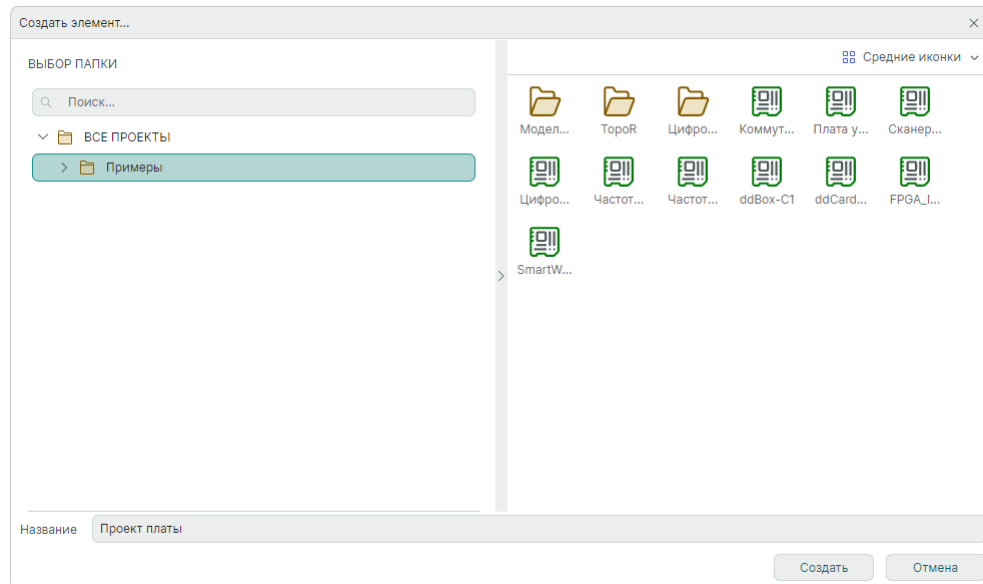 Создать элемент...
ВЫБОР ПАПКИ
Средние иконки
Поиск...
ВСЕ ПРОЕКТЫ
Примеры
Модел... TopoR Цифро... Коммут... Плата у... Сканер...
Цифро... Частот... Частот... ddBox-C1 ddCard... FPGA_I...
SmartW...
Название Проект платы
Создать Отмена